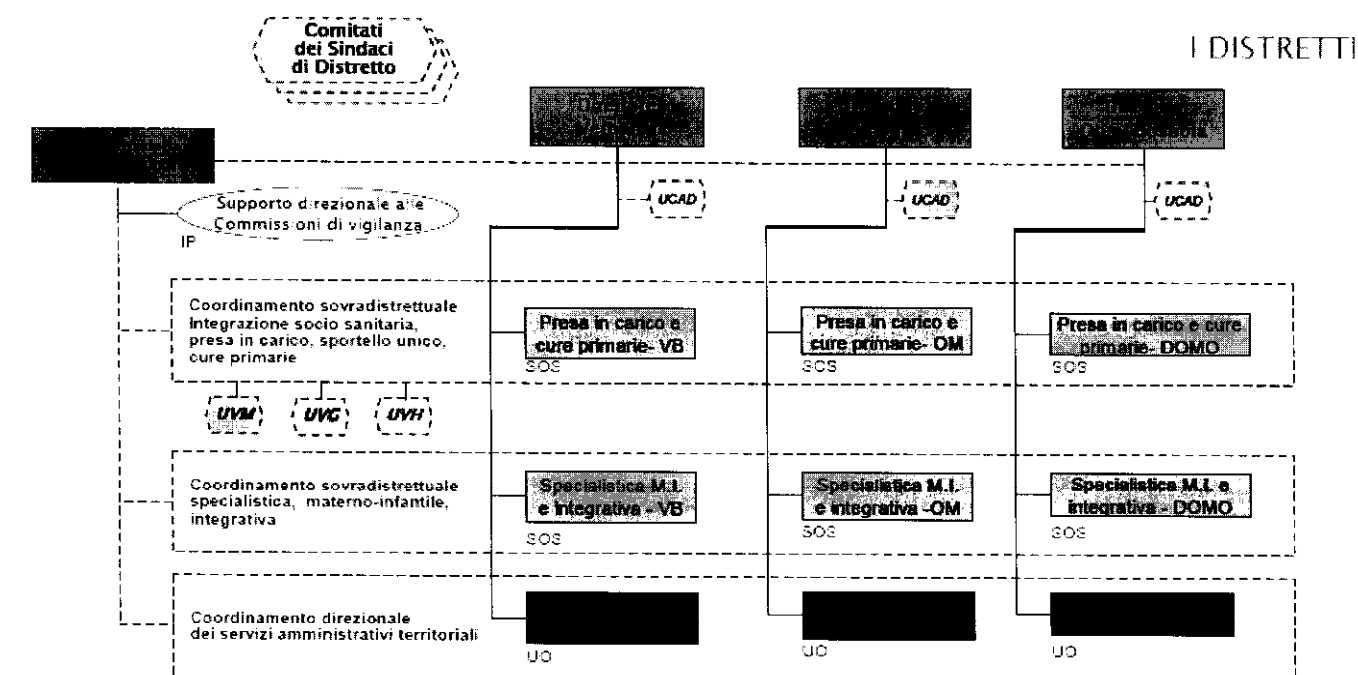 Comitati
dei Sindaci
di Distretto
I DISTRETTI
UCAD
UCAD
UCAD
Supporto direzionale alle
Commissioni di vigilanza
IP
Coordinamento sovradistrettuale
Integrazione socio sanitaria,
presa in carico, sportello unico,
cure primarie
Presa in carico e
cure primarie- VB
SOS
Presa in carico e
cure primarie- OM
SOS
Presa in carico e cure
primarie- DOMO
SOS
UVM
UVG
UVH
Coordinamento sovradistrettuale
specialistica, materno-infantile,
integrativa
Specialistica M.I.
e integrativa - VB
SOS
Specialistica M.I.
e integrativa -OM
SOS
Specialistica M.I. e
integrativa - DOMO
SOS
Coordinamento direzionale
dei servizi amministrativi territoriali
UO
UO
UO